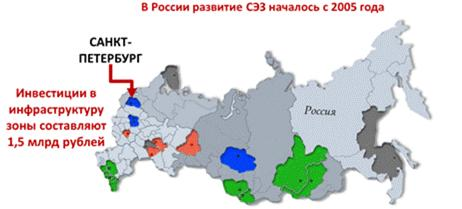 В России развитие СЭЗ началось с 2005 года
САНКТ-
ПЕТЕРБУРГ
Инвестиции в
инфраструктуру
зоны составляют
1,5 млрд рублей
Россия